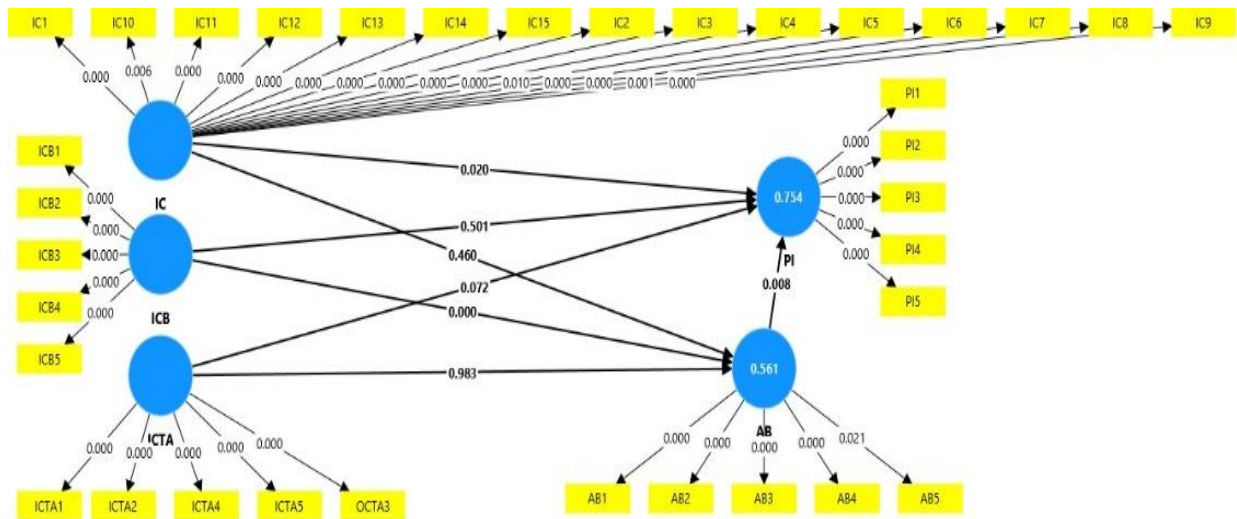 IC1 IC10 IC11 IC12 IC13 IC14 IC15 IC2 IC3 IC4 IC5 IC6 IC7 IC8 IC9
0.000 0.006 0.000 0.000 0.000 0.000 0.000 0.000 0.000 0.000 0.010 0.000 0.000 0.001 0.000
PI1
ICB1
0.000
PI2
0.000
0.020
0.000
ICB2
IC
0.754
0.000
PI3
0.000
0.501
0.000
ICB3
0.000
0.460
PI
PI4
0.000
0.000
0.072
0.008
ICB4
0.000
0.000
PI5
ICB
ICB5
0.983
0.561
ICTA
AB
0.000 0.000 0.000 0.000 0.000
0.000 0.000 0.000 0.000 0.021
ICTA1 ICTA2 ICTA4 ICTA5 OCTA3
AB1 AB2 AB3 AB4 AB5